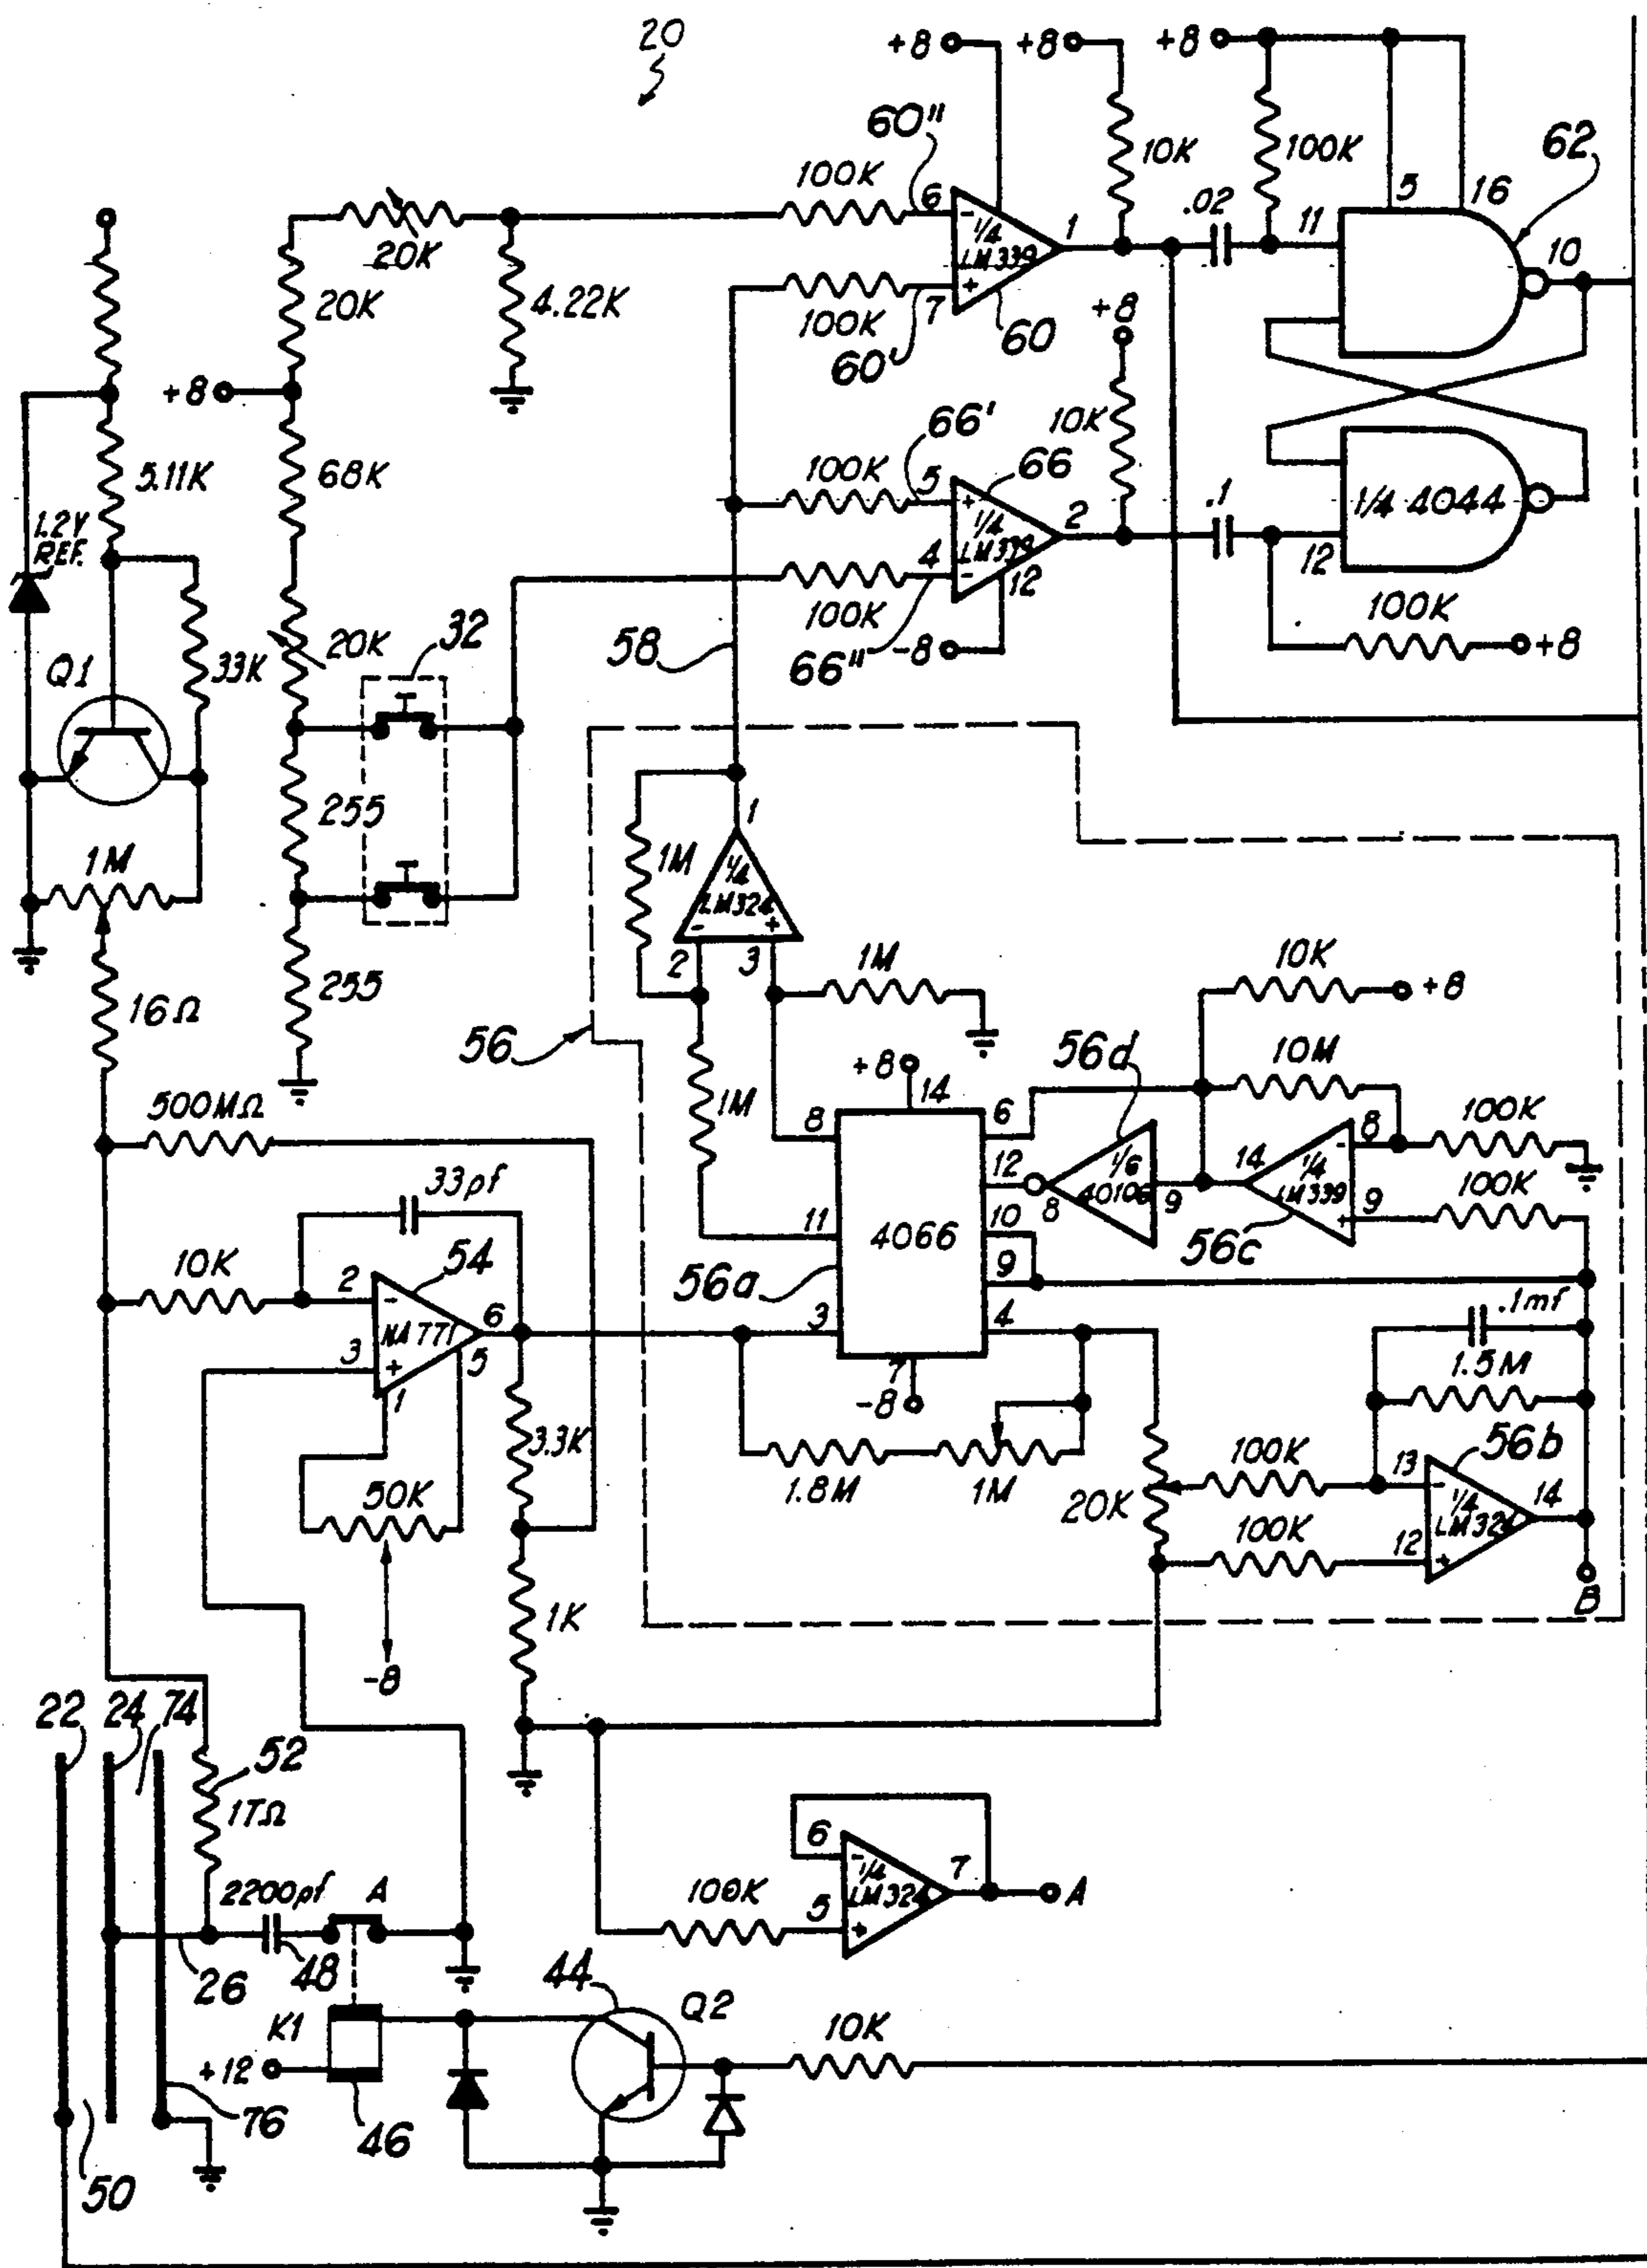 20
+8
+8
+8
60"
10K
100K
5
16
62
100K
6
-
1/4
LM339
1
.02
11
10
20K
20K
4.22K
100K
7
+
60'
60
+8
+8
5.11K
68K
10K
66'
66
100K
5
+
1/4
LM339
2
.1
1/4 4044
1.2V
REF.
4
-
12
12
100K
100K
+8
Q1
33K
20K
32
58
66"
-8
255
1
1M
1M
1/4
LM324
-
+
2
3
1M
10K
+8
16Ω
255
56
56d
10M
+8
14
6
8
100K
500MΩ
1M
8
12
1/6
40106
14
1/4
LM339
-
33pf
8
9
+
9
100K
11
10
4066
56c
10K
54
56a
9
2
-
6
3
4
.1mf
3
+
5
1
7
-8
1.5M
3.3K
56b
50K
1.8M
1M
20K
100K
13
-
1/4
LM324
14
100K
12
+
-8
1K
B
22
24
74
52
1TΩ
6
-
1/4
LM324
7
A
2200pf
A
100K
5
+
26
48
44
Q2
K1
10K
+12
76
46
50